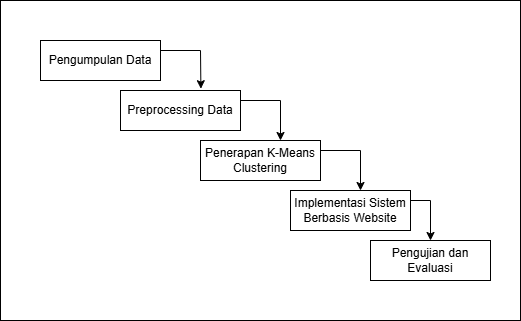 Pengumpulan Data
Preprocessing Data
Penerapan K-Means
Clustering
Implementasi Sistem
Berbasis Website
Pengujian dan
Evaluasi